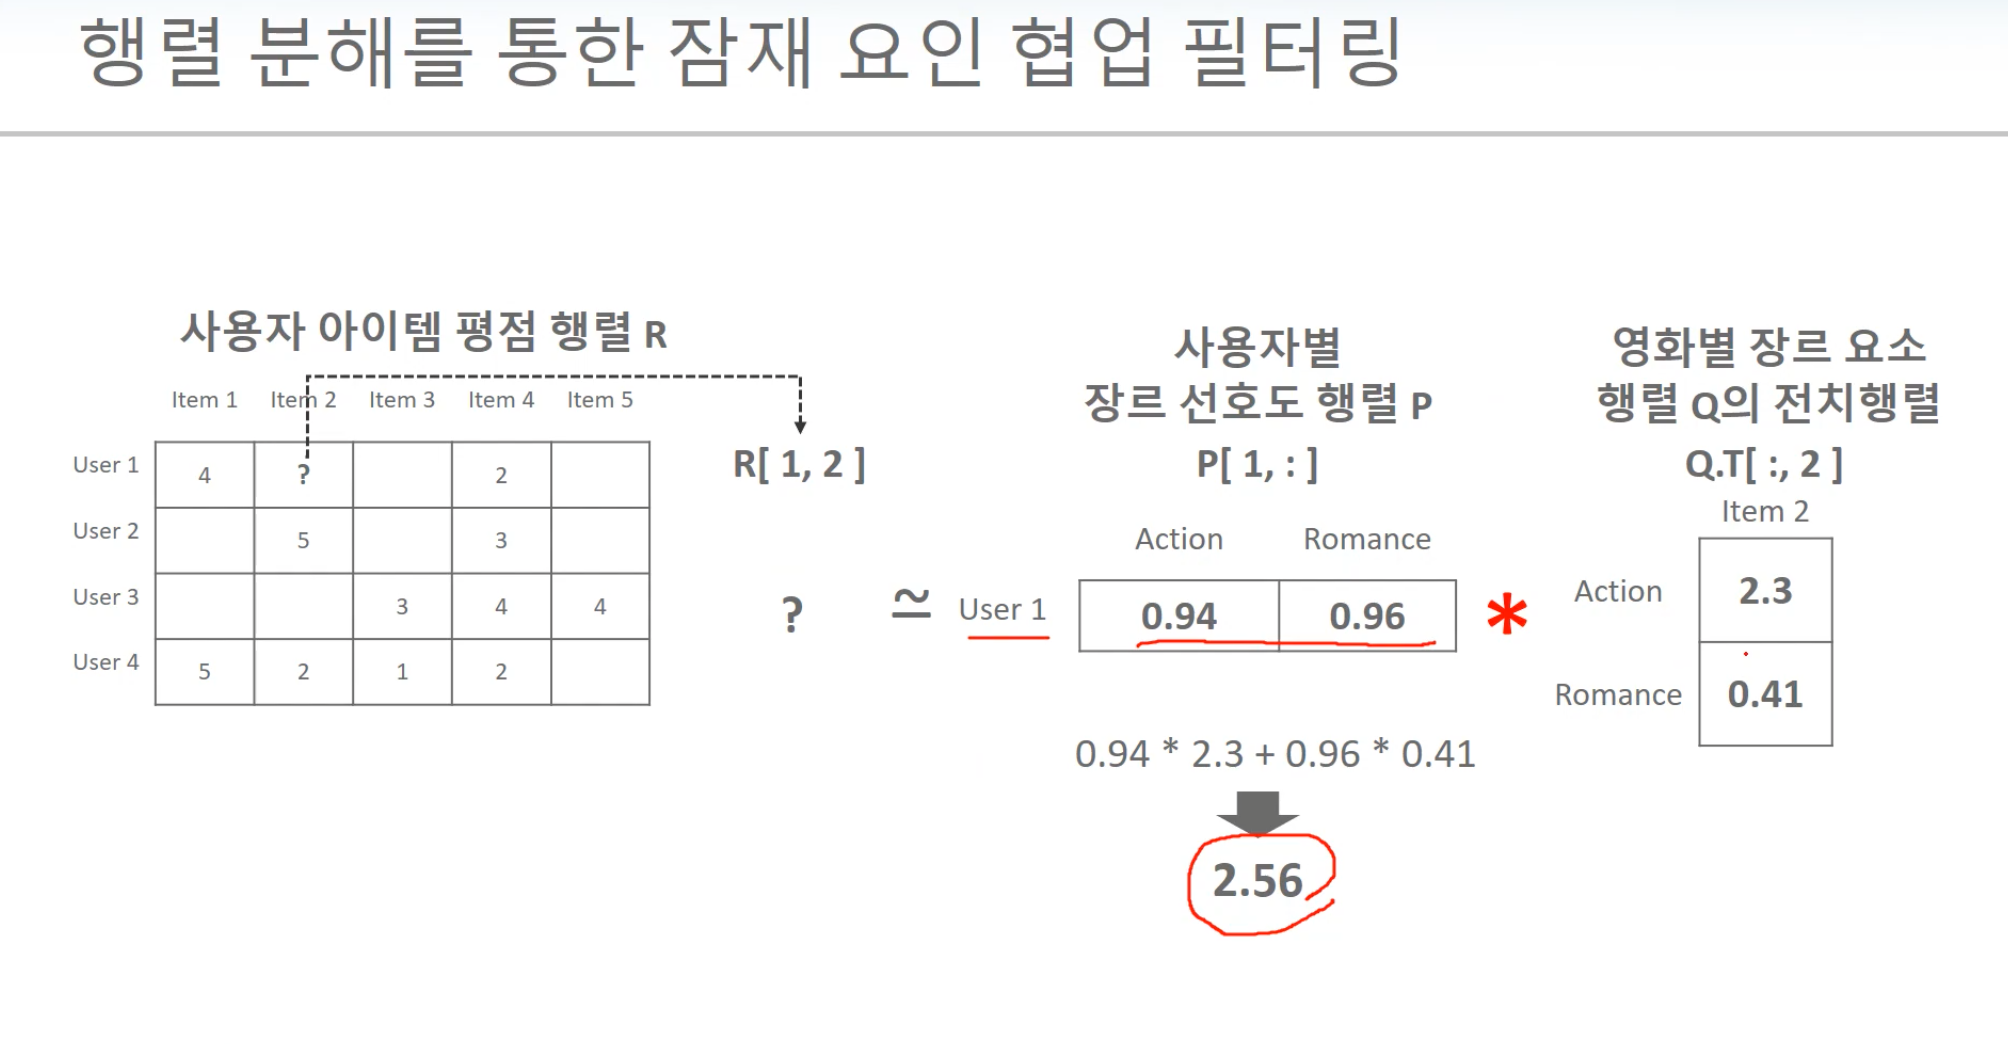 행렬 분해를 통한 잠재 요인 협업 필터링
사용자 아이템 평점 행렬 R
Item 1 Item 2 Item 3 Item 4 Item 5
User 1 4 ? 2
User 2 5 3
User 3 3 4 4
User 4 5 2 1 2
R[ 1, 2 ]
?
≃
사용자별
장르 선호도 행렬 P
P[ 1, : ]
Action Romance
User 1 0.94 0.96
*
영화별 장르 요소
행렬 Q의 전치행렬
Q.T[ :, 2 ]
Item 2
Action 2.3
Romance 0.41
0.94 * 2.3 + 0.96 * 0.41
2.56